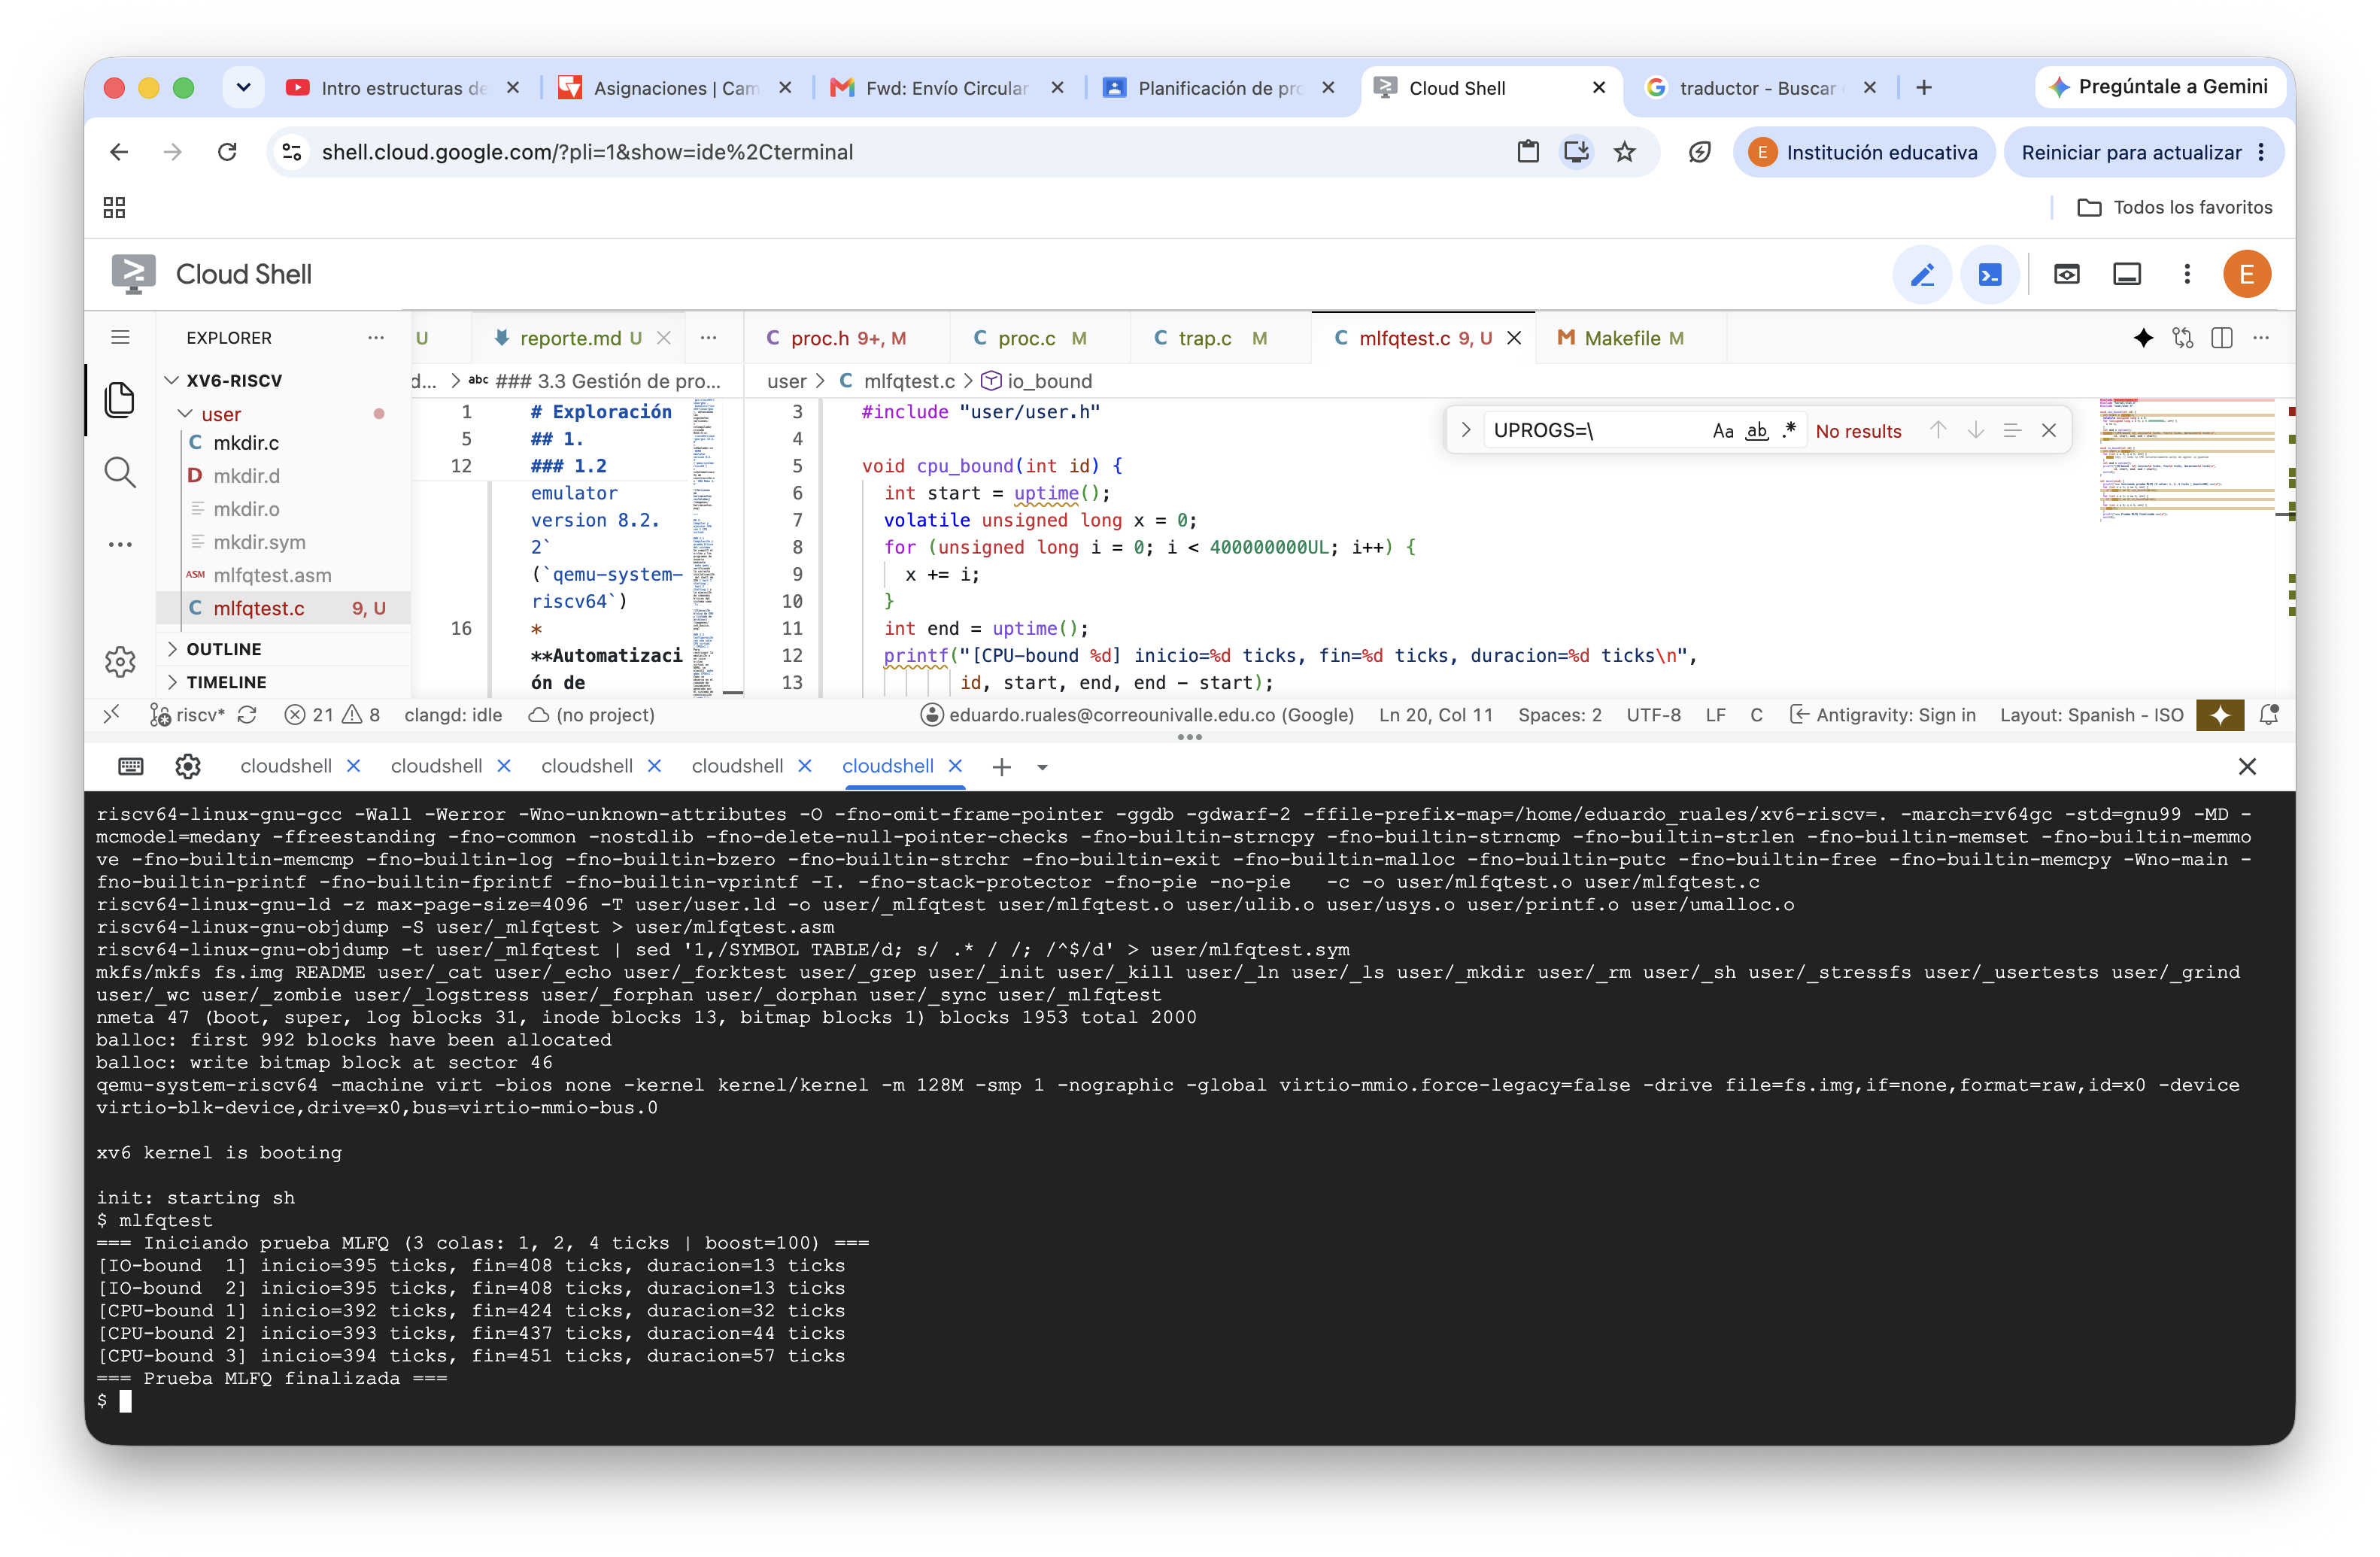 Intro estructuras de
Asignaciones | Cam
Fwd: Envío Circular
Planificación de pro
Cloud Shell
traductor - Buscar
Pregúntale a Gemini
shell.cloud.google.com/?pli=1&show=ide%2Cterminal
E Institución educativa
Reiniciar para actualizar
Todos los favoritos
Cloud Shell
E
EXPLORER
XV6-RISCV
user
C mkdir.c
D mkdir.d
mkdir.o
mkdir.sym
ASM mlfqtest.asm
C mlfqtest.c 9, U
OUTLINE
TIMELINE
U
reporte.md U
d... > abc ### 3.3 Gestión de pro...
1 # Exploración
5 ## 1.
12 ### 1.2
emulator
version 8.2.
2`
(`qemu-system-
riscv64`)
16 *
**Automatizaci
ón de
C proc.h 9+, M
C proc.c M
C trap.c M
C mlfqtest.c 9, U
M Makefile M
user > C mlfqtest.c > io_bound
UPROGS=\ Aa ab .* No results
3 #include "user/user.h"
4
5 void cpu_bound(int id) {
6 int start = uptime();
7 volatile unsigned long x = 0;
8 for (unsigned long i = 0; i < 400000000UL; i++) {
9 x += i;
10 }
11 int end = uptime();
12 printf("[CPU-bound %d] inicio=%d ticks, fin=%d ticks, duracion=%d ticks\n",
13 id, start, end, end - start);
riscv* 21 8 clangd: idle (no project) eduardo.ruales@correounivalle.edu.co (Google) Ln 20, Col 11 Spaces: 2 UTF-8 LF C Antigravity: Sign in Layout: Spanish - ISO
cloudshell cloudshell cloudshell cloudshell cloudshell
riscv64-linux-gnu-gcc -Wall -Werror -Wno-unknown-attributes -O -fno-omit-frame-pointer -ggdb -gdwarf-2 -ffile-prefix-map=/home/eduardo_ruales/xv6-riscv=. -march=rv64gc -std=gnu99 -MD -
mcmodel=medany -ffreestanding -fno-common -nostdlib -fno-delete-null-pointer-checks -fno-builtin-strncpy -fno-builtin-strncmp -fno-builtin-strlen -fno-builtin-memset -fno-builtin-memmo
ve -fno-builtin-memcmp -fno-builtin-log -fno-builtin-bzero -fno-builtin-strchr -fno-builtin-exit -fno-builtin-malloc -fno-builtin-putc -fno-builtin-free -fno-builtin-memcpy -Wno-main -
fno-builtin-printf -fno-builtin-fprintf -fno-builtin-vprintf -I. -fno-stack-protector -fno-pie -no-pie   -c -o user/mlfqtest.o user/mlfqtest.c
riscv64-linux-gnu-ld -z max-page-size=4096 -T user/user.ld -o user/_mlfqtest user/mlfqtest.o user/ulib.o user/usys.o user/printf.o user/umalloc.o
riscv64-linux-gnu-objdump -S user/_mlfqtest > user/mlfqtest.asm
riscv64-linux-gnu-objdump -t user/_mlfqtest | sed '1,/SYMBOL TABLE/d; s/ .* / /; /^$/d' > user/mlfqtest.sym
mkfs/mkfs fs.img README user/_cat user/_echo user/_forktest user/_grep user/_init user/_kill user/_ln user/_ls user/_mkdir user/_rm user/_sh user/_stressfs user/_usertests user/_grind
user/_wc user/_zombie user/_logstress user/_forphan user/_dorphan user/_sync user/_mlfqtest
nmeta 47 (boot, super, log blocks 31, inode blocks 13, bitmap blocks 1) blocks 1953 total 2000
balloc: first 992 blocks have been allocated
balloc: write bitmap block at sector 46
qemu-system-riscv64 -machine virt -bios none -kernel kernel/kernel -m 128M -smp 1 -nographic -global virtio-mmio.force-legacy=false -drive file=fs.img,if=none,format=raw,id=x0 -device
virtio-blk-device,drive=x0,bus=virtio-mmio-bus.0
xv6 kernel is booting
init: starting sh
$ mlfqtest
=== Iniciando prueba MLFQ (3 colas: 1, 2, 4 ticks | boost=100) ===
[IO-bound  1] inicio=395 ticks, fin=408 ticks, duracion=13 ticks
[IO-bound  2] inicio=395 ticks, fin=408 ticks, duracion=13 ticks
[CPU-bound 1] inicio=392 ticks, fin=424 ticks, duracion=32 ticks
[CPU-bound 2] inicio=393 ticks, fin=437 ticks, duracion=44 ticks
[CPU-bound 3] inicio=394 ticks, fin=451 ticks, duracion=57 ticks
=== Prueba MLFQ finalizada ===
$